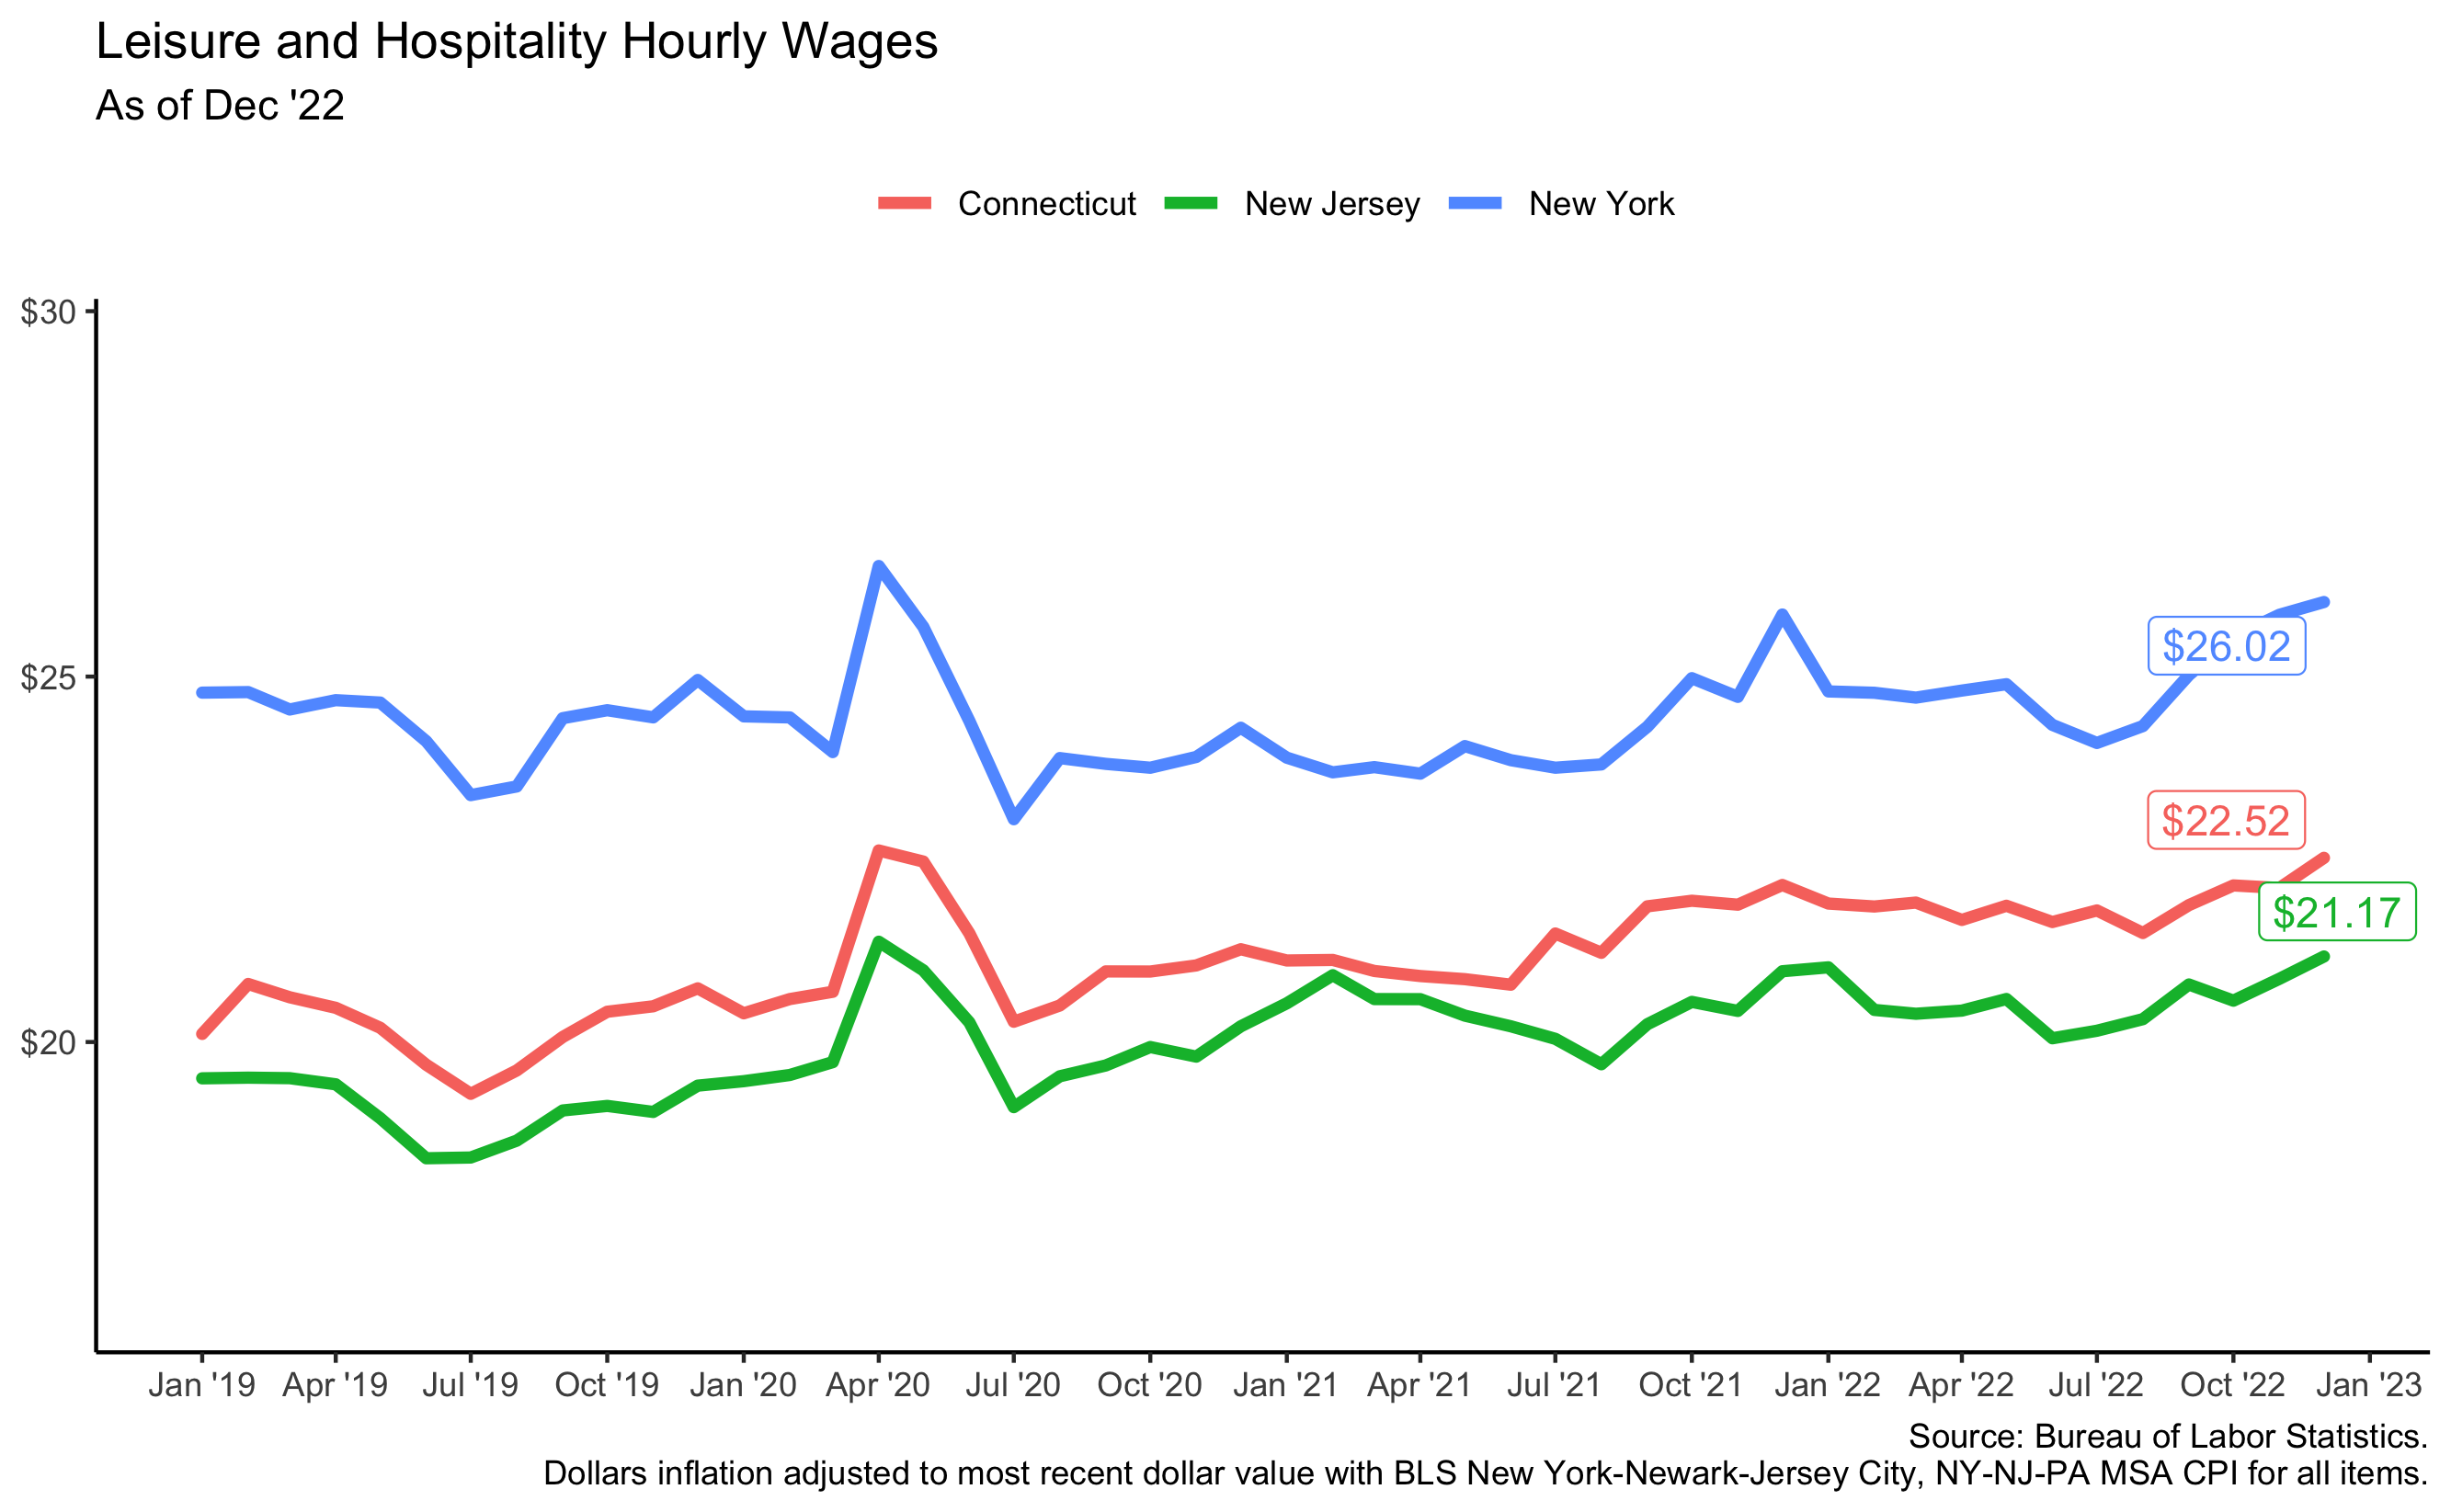 Leisure and Hospitality Hourly Wages
As of Dec '22
Connecticut New Jersey New York
$30
$25
$20
$26.02
$22.52
$21.17
Jan '19 Apr '19 Jul '19 Oct '19 Jan '20 Apr '20 Jul '20 Oct '20 Jan '21 Apr '21 Jul '21 Oct '21 Jan '22 Apr '22 Jul '22 Oct '22 Jan '23
Source: Bureau of Labor Statistics.
Dollars inflation adjusted to most recent dollar value with BLS New York-Newark-Jersey City, NY-NJ-PA MSA CPI for all items.